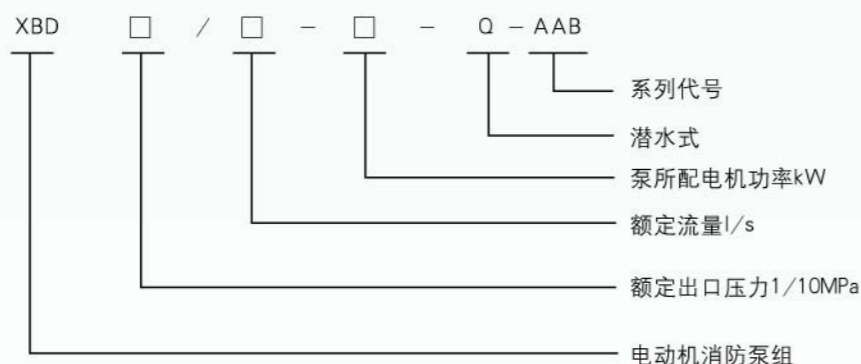 XBD □ / □ - □ - Q - AAB
系列代号
潜水式
泵所配电机功率kW
额定流量l/s
额定出口压力1/10MPa
电动机消防泵组